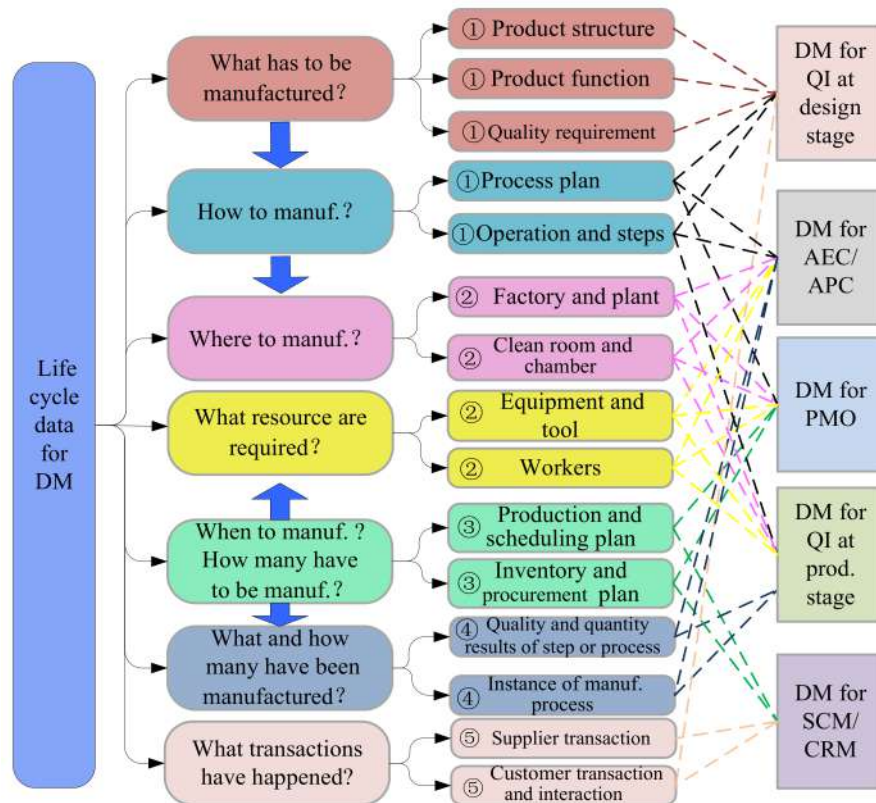 Life
cycle
data
for
DM
What has to be
manufactured?
How to manuf.?
Where to manuf.?
What resource are
required?
When to manuf. ?
How many have
to be manuf.?
What and how
many have been
manufactured?
What transactions
have happened?
① Product structure
① Product function
① Quality requirement
① Process plan
① Operation and steps
② Factory and plant
② Clean room and
chamber
② Equipment and
tool
② Workers
③ Production and
scheduling plan
③ Inventory and
procurement plan
④ Quality and quantity
results of step or process
④ Instance of manuf.
process
⑤ Supplier transaction
⑤ Customer transaction
and interaction
DM for
QI at
design
stage
DM for
AEC/
APC
DM for
PMO
DM for
QI at
prod.
stage
DM for
SCM/
CRM